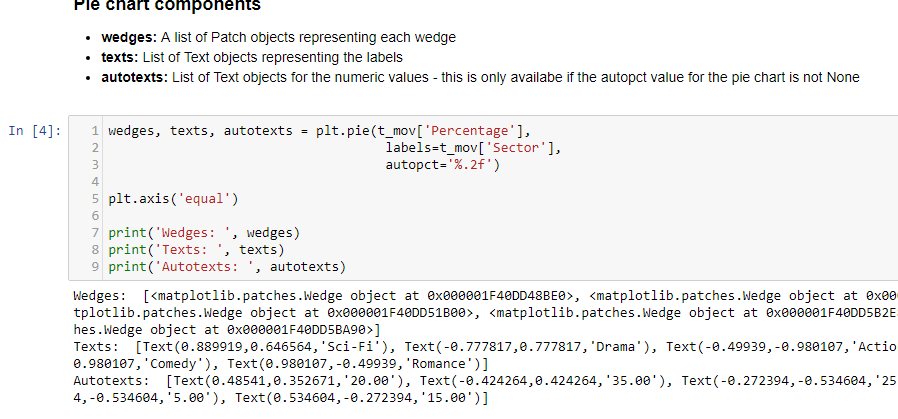 Pie chart components
wedges: A list of Patch objects representing each wedge
texts: List of Text objects representing the labels
autotexts: List of Text objects for the numeric values - this is only availabe if the autopct value for the pie chart is not None
In [4]:
1 wedges, texts, autotexts = plt.pie(t_mov['Percentage'],
2 labels=t_mov['Sector'],
3 autopct='%.2f')
4
5 plt.axis('equal')
6
7 print('Wedges: ', wedges)
8 print('Texts: ', texts)
9 print('Autotexts: ', autotexts)
Wedges:  [<matplotlib.patches.Wedge object at 0x000001F40DD48BE0>, <matplotlib.patches.Wedge object at 0x00
tplotlib.patches.Wedge object at 0x000001F40DD51B00>, <matplotlib.patches.Wedge object at 0x000001F40DD5B2E
hes.Wedge object at 0x000001F40DD5BA90>]
Texts:  [Text(0.889919,0.646564,'Sci-Fi'), Text(-0.777817,0.777817,'Drama'), Text(-0.49939,-0.980107,'Actio
0.980107,'Comedy'), Text(0.980107,-0.49939,'Romance')]
Autotexts:  [Text(0.48541,0.352671,'20.00'), Text(-0.424264,0.424264,'35.00'), Text(-0.272394,-0.534604,'25
4,-0.534604,'5.00'), Text(0.534604,-0.272394,'15.00')]